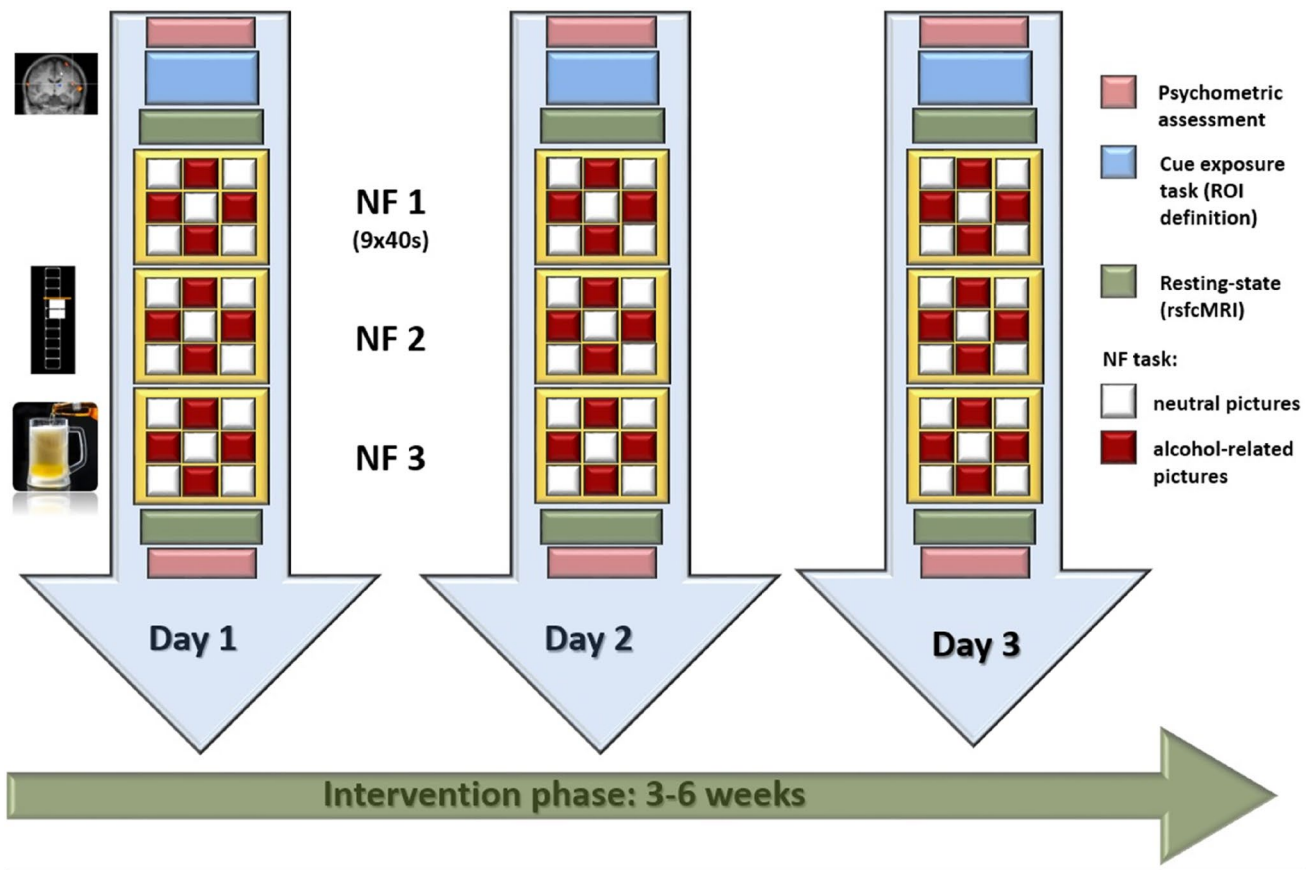 NF 1
(9x40s)
NF 2
NF 3
Day 1
Day 2
Day 3
Psychometric
assessment
Cue exposure
task (ROI
definition)
Resting-state
(rsfcMRI)
NF task:
neutral pictures
alcohol-related
pictures
Intervention phase: 3-6 weeks